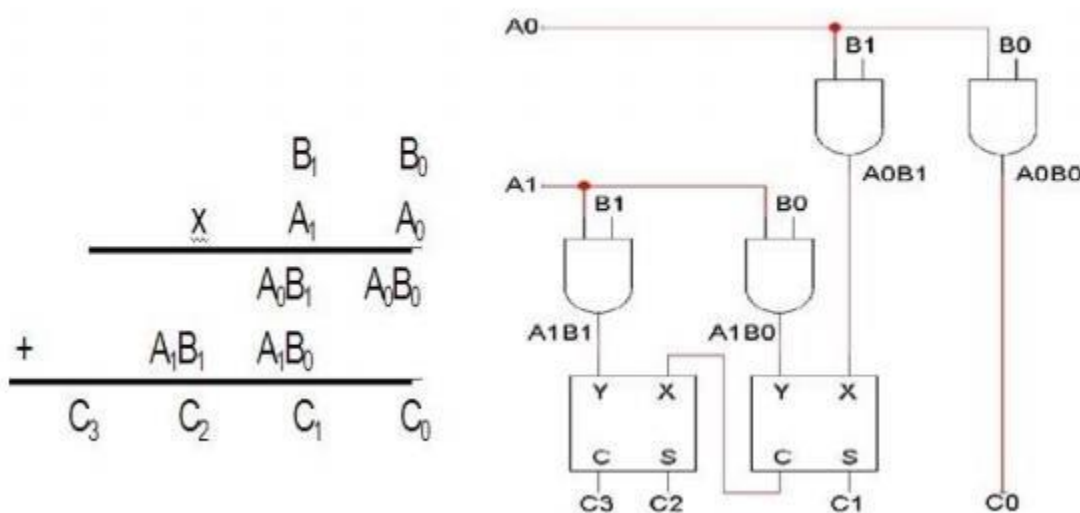 B₁ B₀
x A₁ A₀
A₀B₁ A₀B₀
+ A₁B₁ A₁B₀
C₃ C₂ C₁ C₀
A0
B1 B0
A0B1 A0B0
A1
B1 B0
A1B1 A1B0
Y X Y X
C S C S
C3 C2 C1 C0